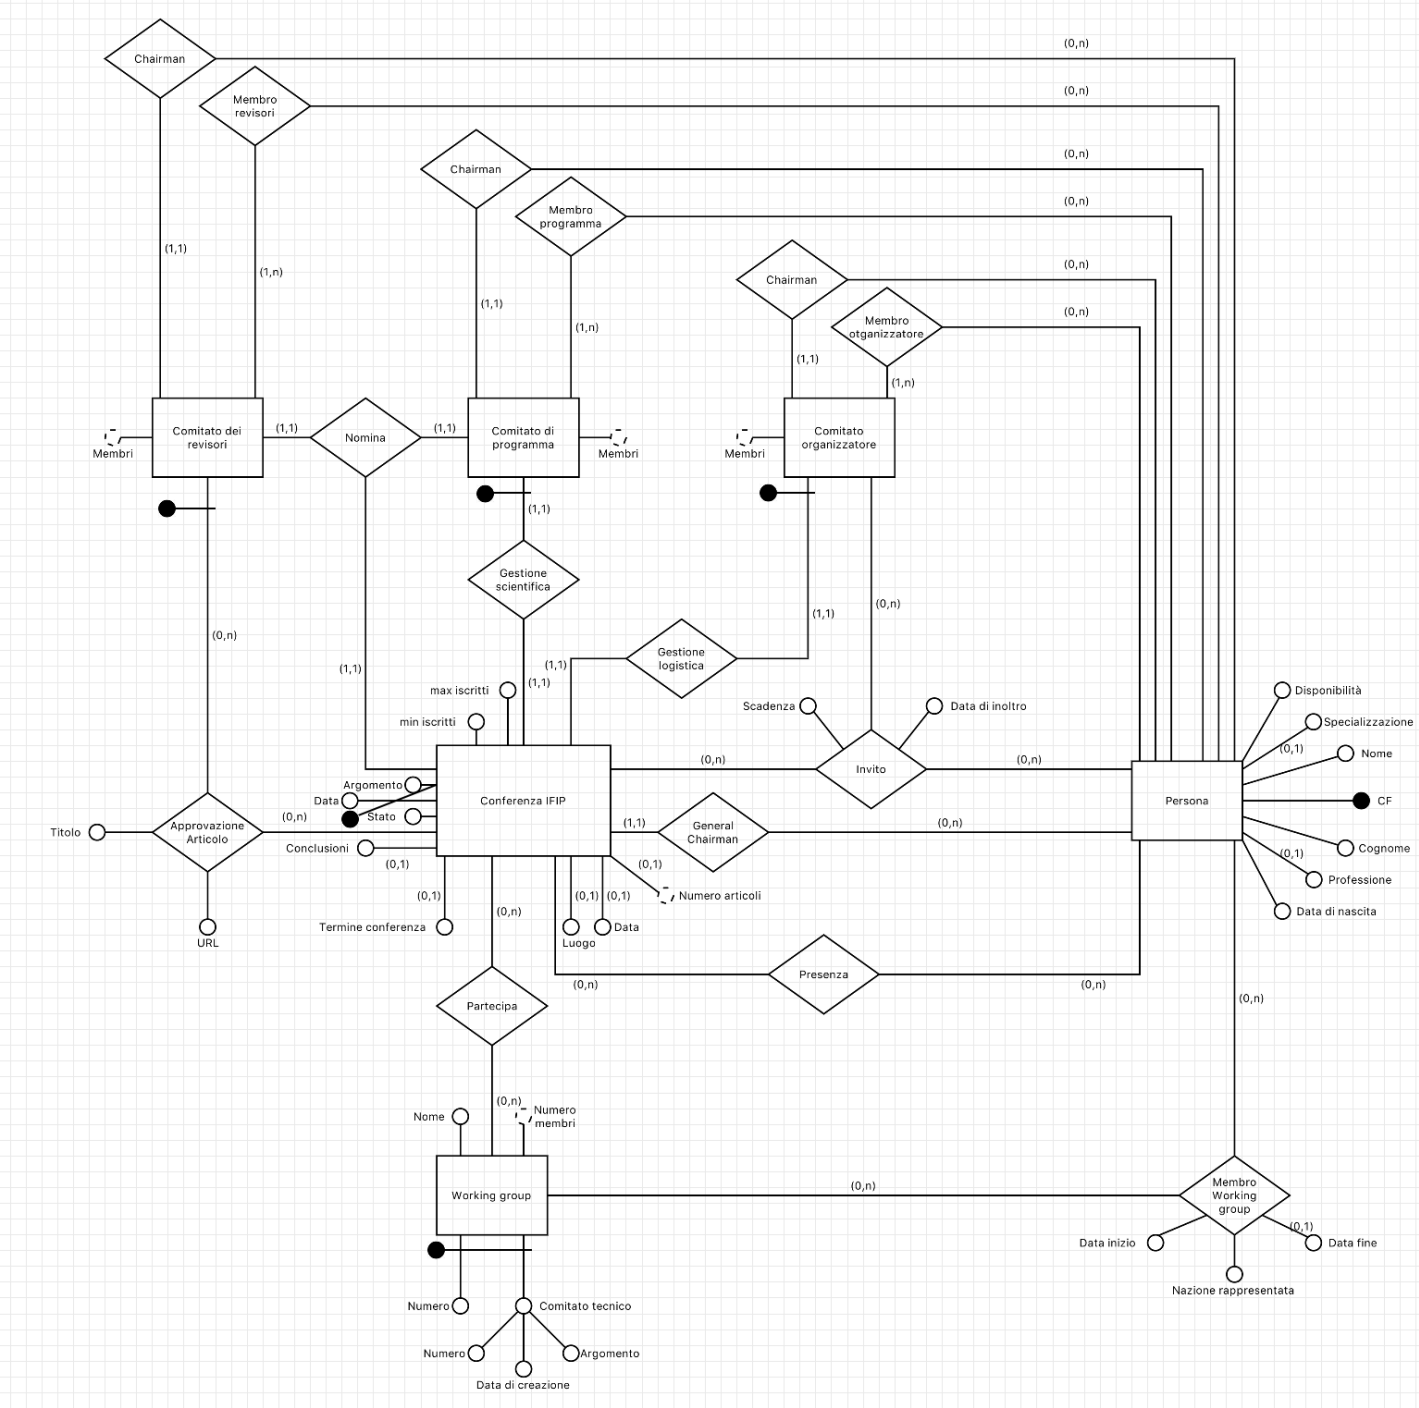 (0,n)
Chairman
(0,n)
Membro
revisori
(0,n)
Chairman
(0,n)
Membro
programma
(1,1)
(0,n)
(1,n)
Chairman
(1,1)
(0,n)
Membro
otganizzatore
(1,n)
(1,1)
(1,n)
Comitato dei
revisori
(1,1)
Nomina
(1,1)
Comitato di
programma
Comitato
organizzatore
Membri
Membri
Membri
(1,1)
Gestione
scientifica
(0,n)
(1,1)
(0,n)
Gestione
logistica
(1,1)
(1,1)
(1,1)
max iscritti
Disponibilità
Scadenza
Data di inoltro
min iscritti
Specializzazione
(0,1)
Nome
(0,n)
Invito
(0,n)
Argomento
Data
Conferenza IFIP
Persona
CF
Stato
(0,n)
Titolo
Approvazione
Articolo
(1,1)
General
Chairman
(0,n)
Conclusioni
(0,1)
(0,1)
Cognome
(0,1)
Professione
(0,1)
(0,1)
(0,1)
Numero articoli
(0,n)
Data di nascita
Termine conferenza
Luogo
Data
URL
Presenza
(0,n)
(0,n)
(0,n)
Partecipa
(0,n)
Nome
Numero
membri
Working group
(0,n)
Membro
Working
group
(0,1)
Data inizio
Data fine
Nazione rappresentata
Numero
Comitato tecnico
Numero
Argomento
Data di creazione